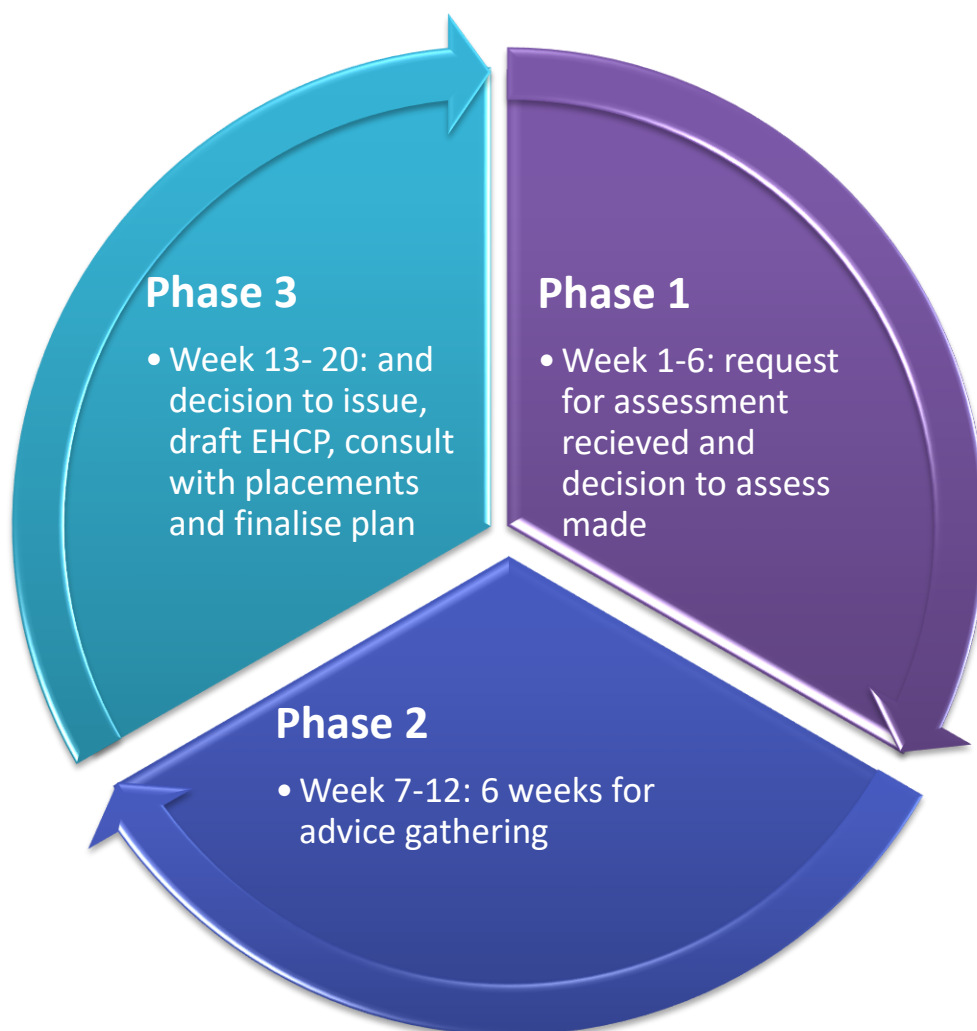 Phase 1
• Week 1-6: request
for assessment
recieved and
decision to assess
made
Phase 2
• Week 7-12: 6 weeks for
advice gathering
Phase 3
• Week 13- 20: and
decision to issue,
draft EHCP, consult
with placements
and finalise plan